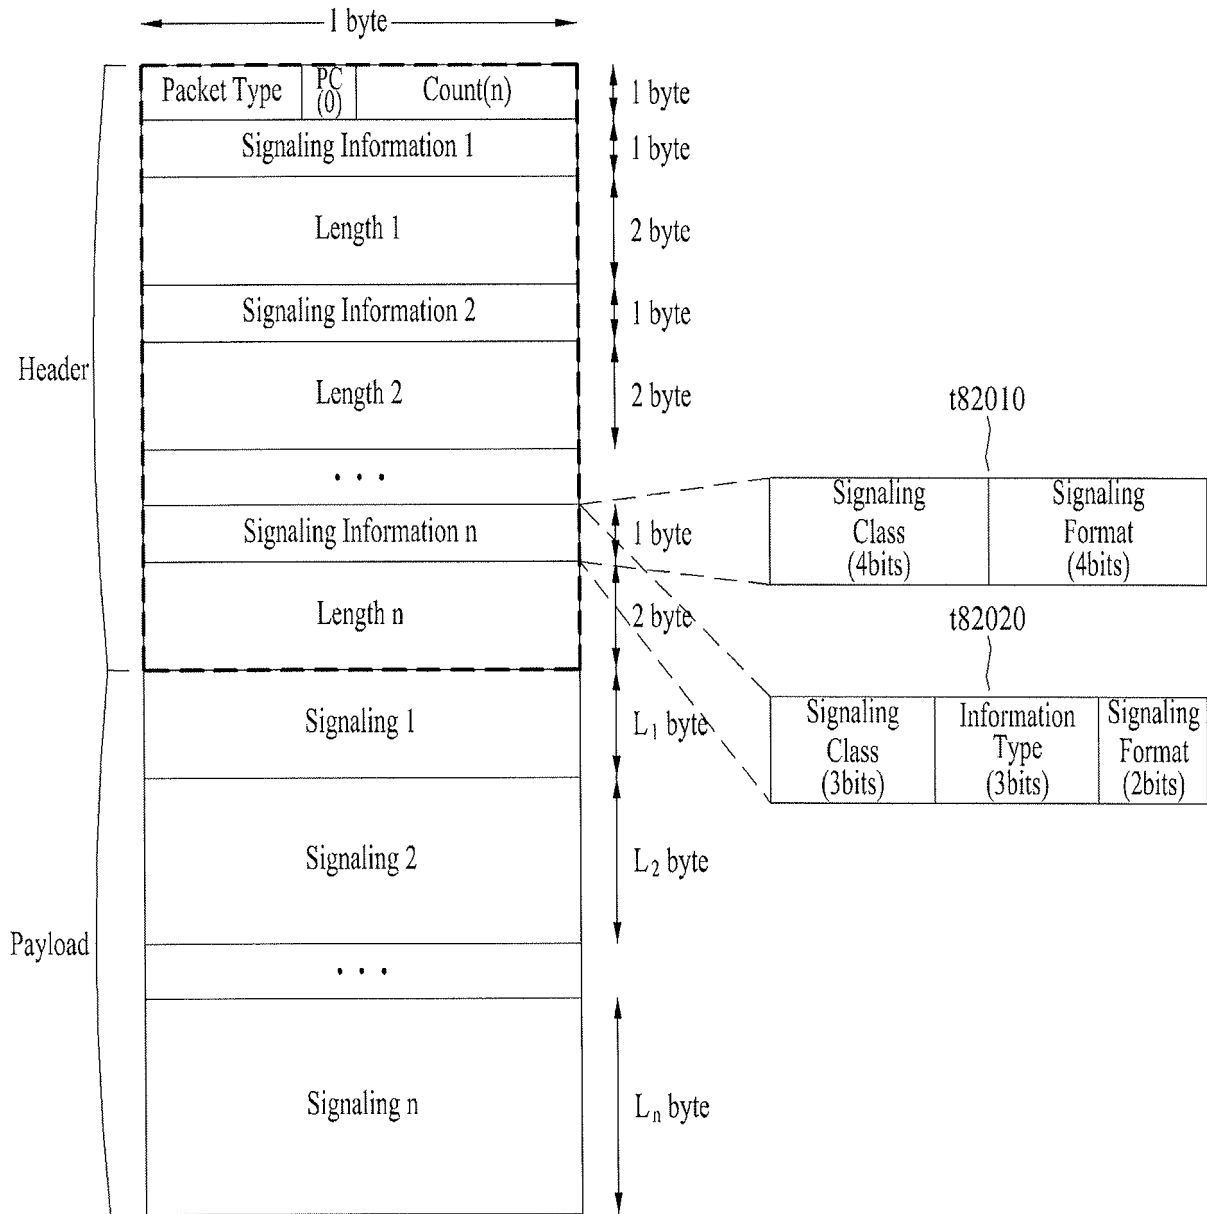 1 byte
Packet Type
PC
(0)
Count(n)
1 byte
Signaling Information 1
1 byte
Length 1
2 byte
Signaling Information 2
1 byte
Header
Length 2
2 byte
t82010
• • •
Signaling
Class
(4bits)
Signaling
Format
(4bits)
Signaling Information n
1 byte
Length n
2 byte
t82020
Signaling
Class
(3bits)
Information
Type
(3bits)
Signaling
Format
(2bits)
Signaling 1
L1 byte
Signaling 2
L2 byte
Payload
• • •
Signaling n
Ln byte